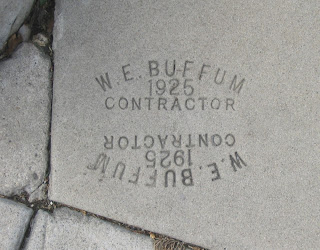 W. E. BUFFUM
1925
CONTRACTOR
W. E. BUFFUM
1925
CONTRACTOR